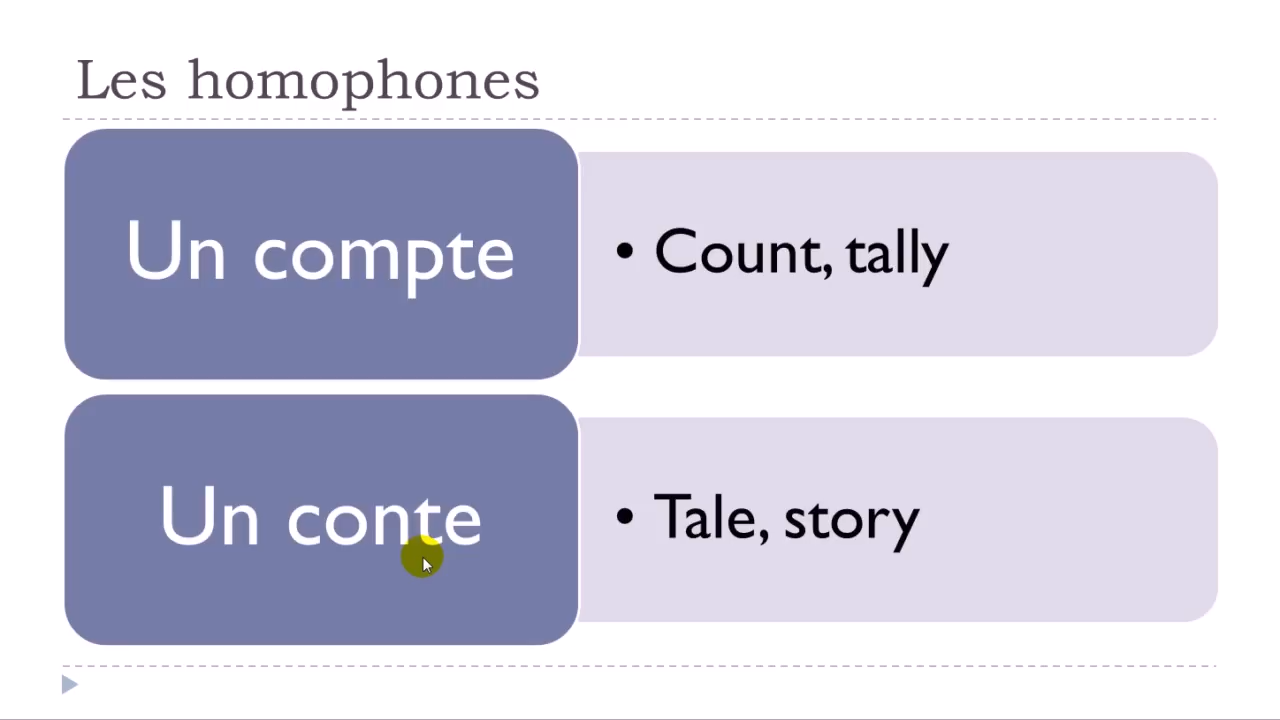 Les homophones
Un compte
• Count, tally
Un conte
• Tale, story